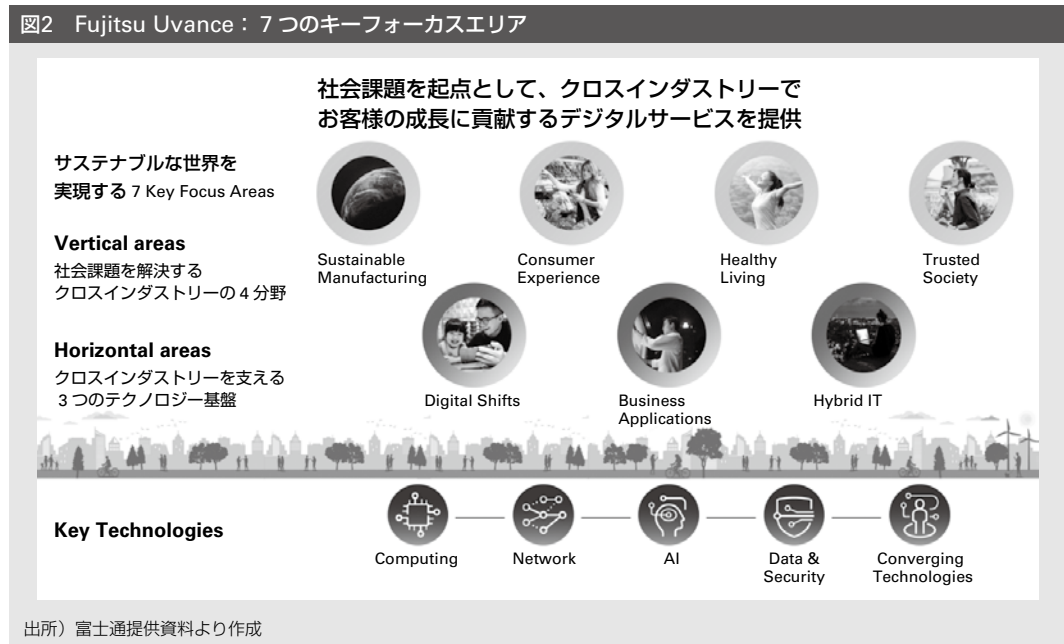 図2 Fujitsu Uvance：7つのキーフォーカスエリア
社会課題を起点として、クロスインダストリーで
お客様の成長に貢献するデジタルサービスを提供
サステナブルな世界を
実現する 7 Key Focus Areas
Vertical areas
社会課題を解決する
クロスインダストリーの4分野
Sustainable
Manufacturing
Consumer
Experience
Healthy
Living
Trusted
Society
Horizontal areas
クロスインダストリーを支える
3つのテクノロジー基盤
Digital Shifts
Business
Applications
Hybrid IT
Key Technologies
Computing
Network
AI
Data &
Security
Converging
Technologies
出所）富士通提供資料より作成